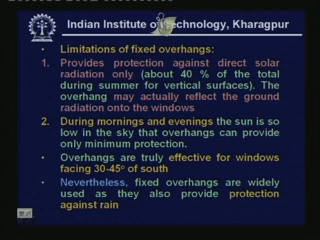 Indian Institute of Technology, Kharagpur
• Limitations of fixed overhangs:
1. Provides protection against direct solar
radiation only (about 40 % of the total
during summer for vertical surfaces). The
overhang may actually reflect the ground
radiation onto the windows
2. During mornings and evenings the sun is so
low in the sky that overhangs can provide
only minimum protection.
• Overhangs are truly effective for windows
facing 30-45° of south
• Nevertheless, fixed overhangs are widely
used as they also provide protection
against rain